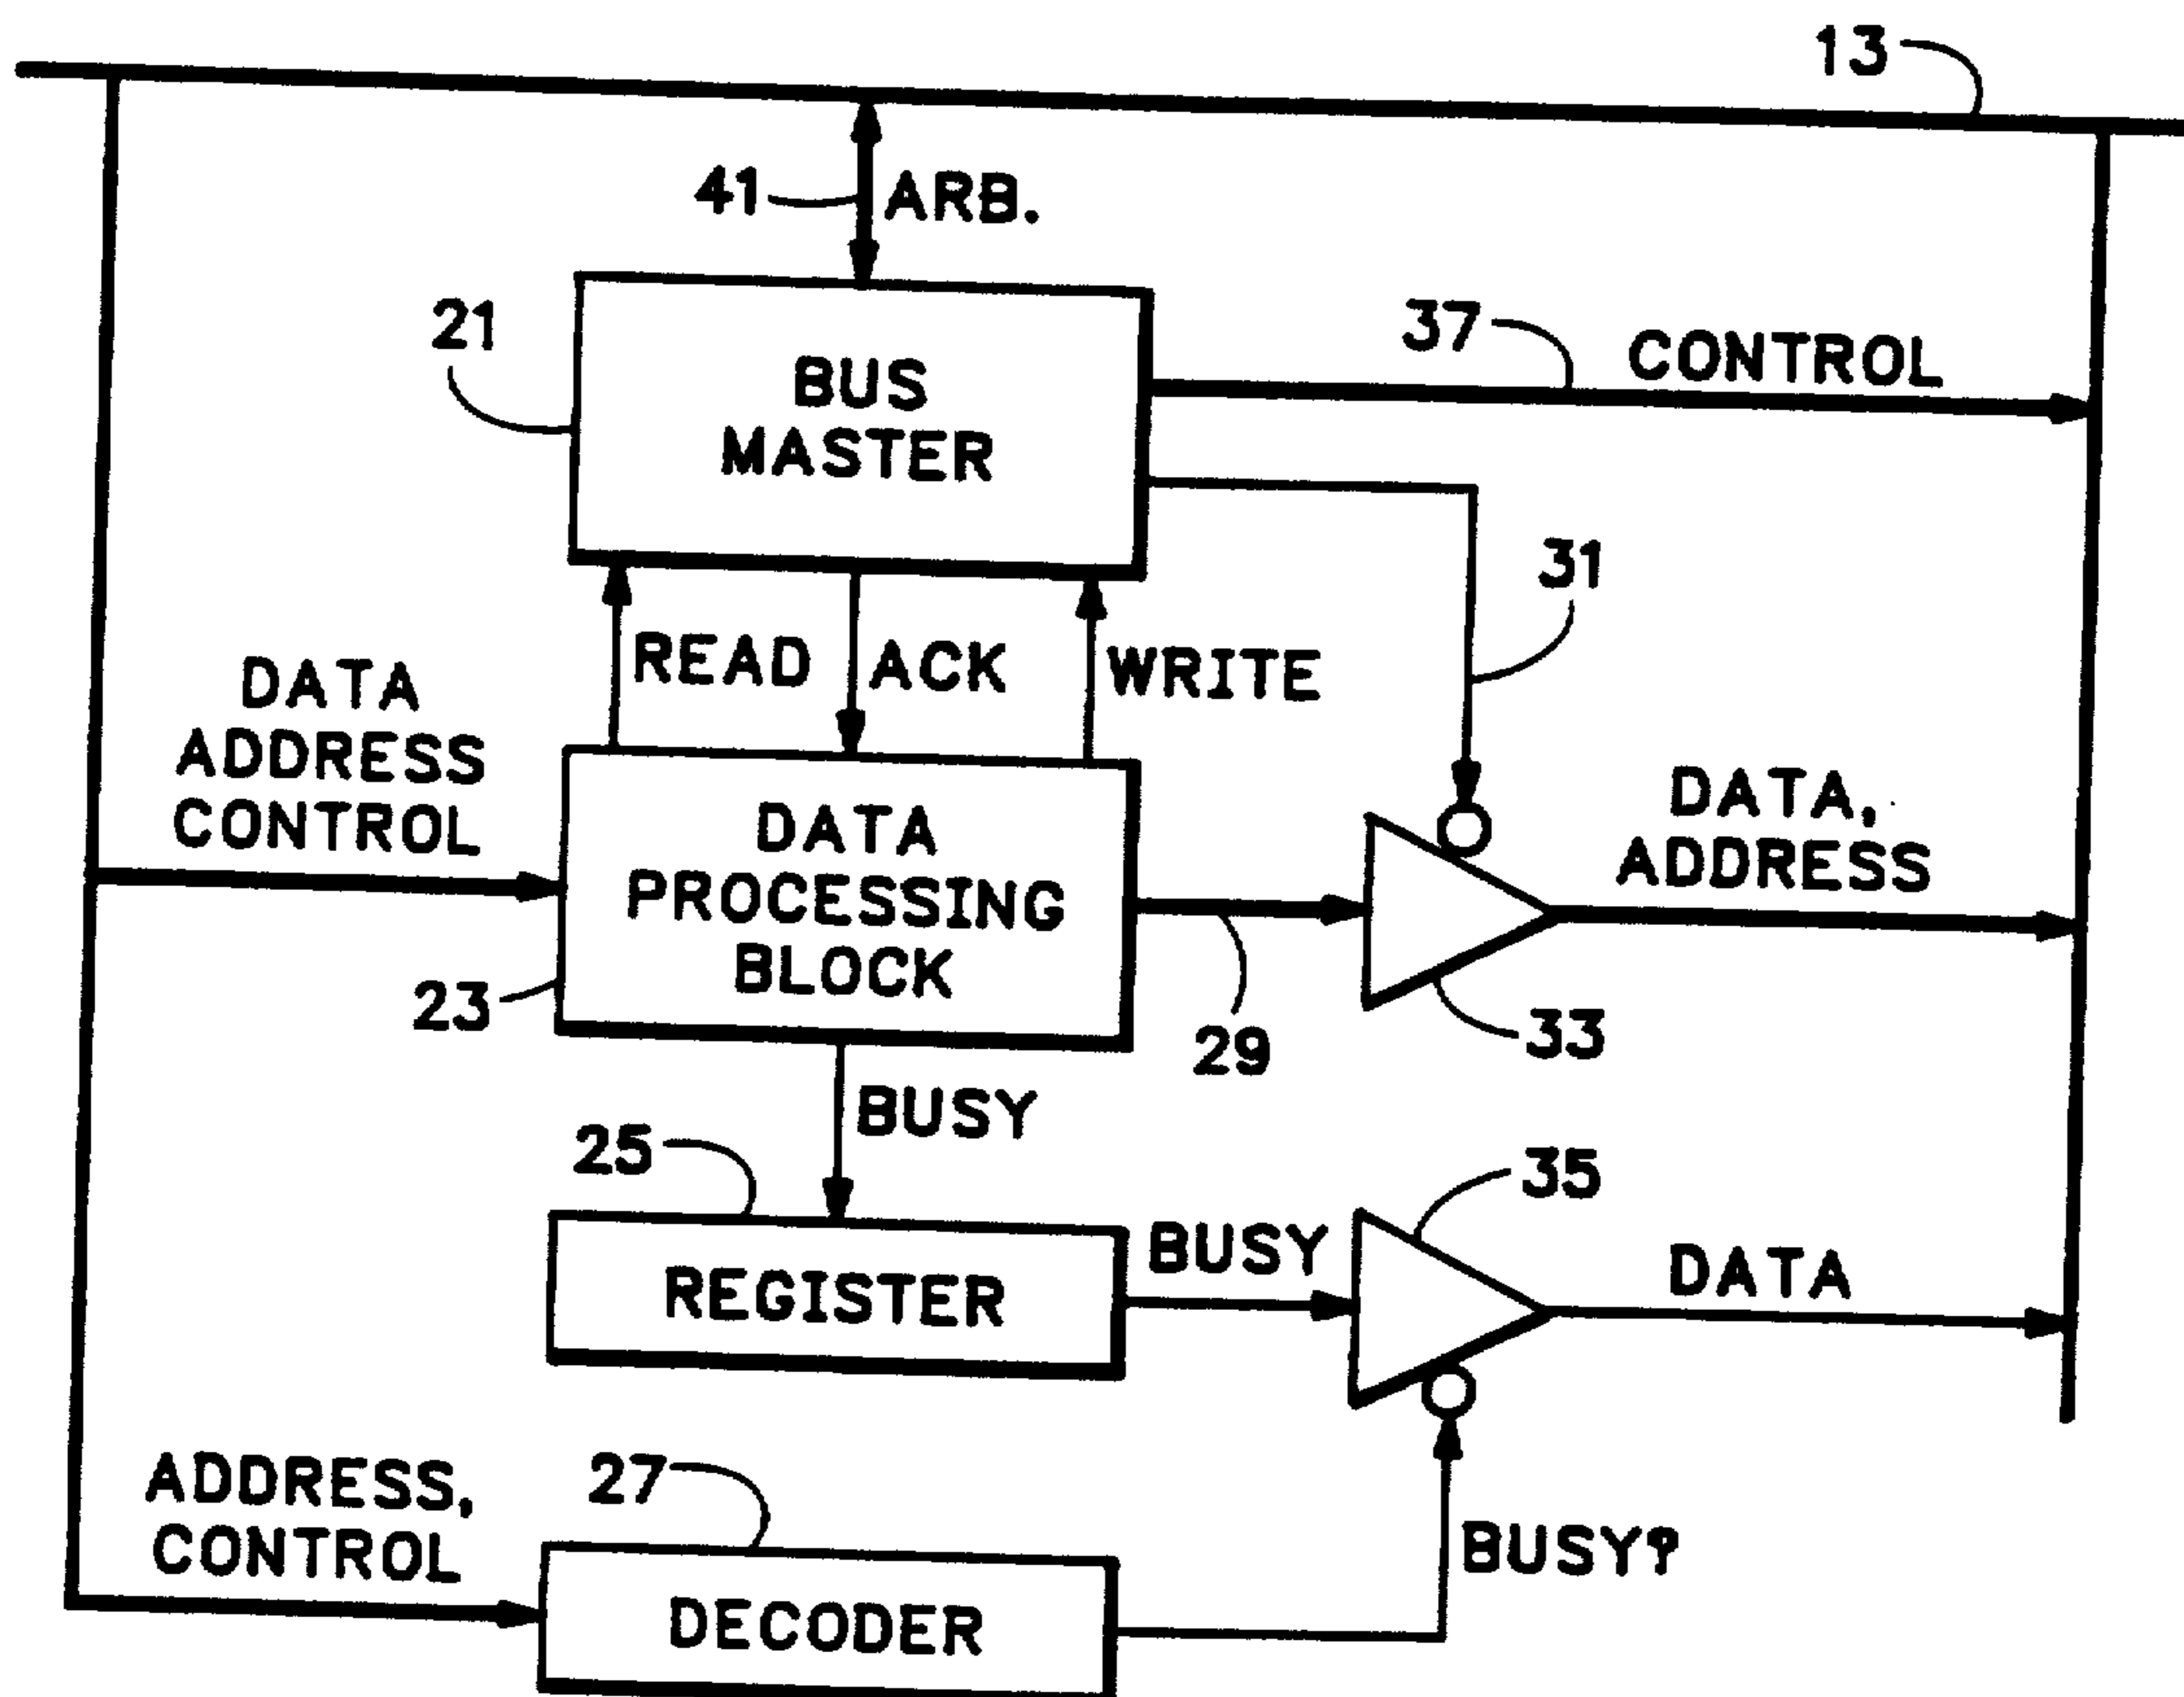 13
41
ARB.
21
BUS
MASTER
37
CONTROL
31
READ
ACK
WRITE
DATA
ADDRESS
CONTROL
DATA
PROCESSING
BLOCK
DATA,
ADDRESS
23
29
33
BUSY
25
REGISTER
BUSY
35
DATA
ADDRESS,
CONTROL
27
DECODER
BUSY?